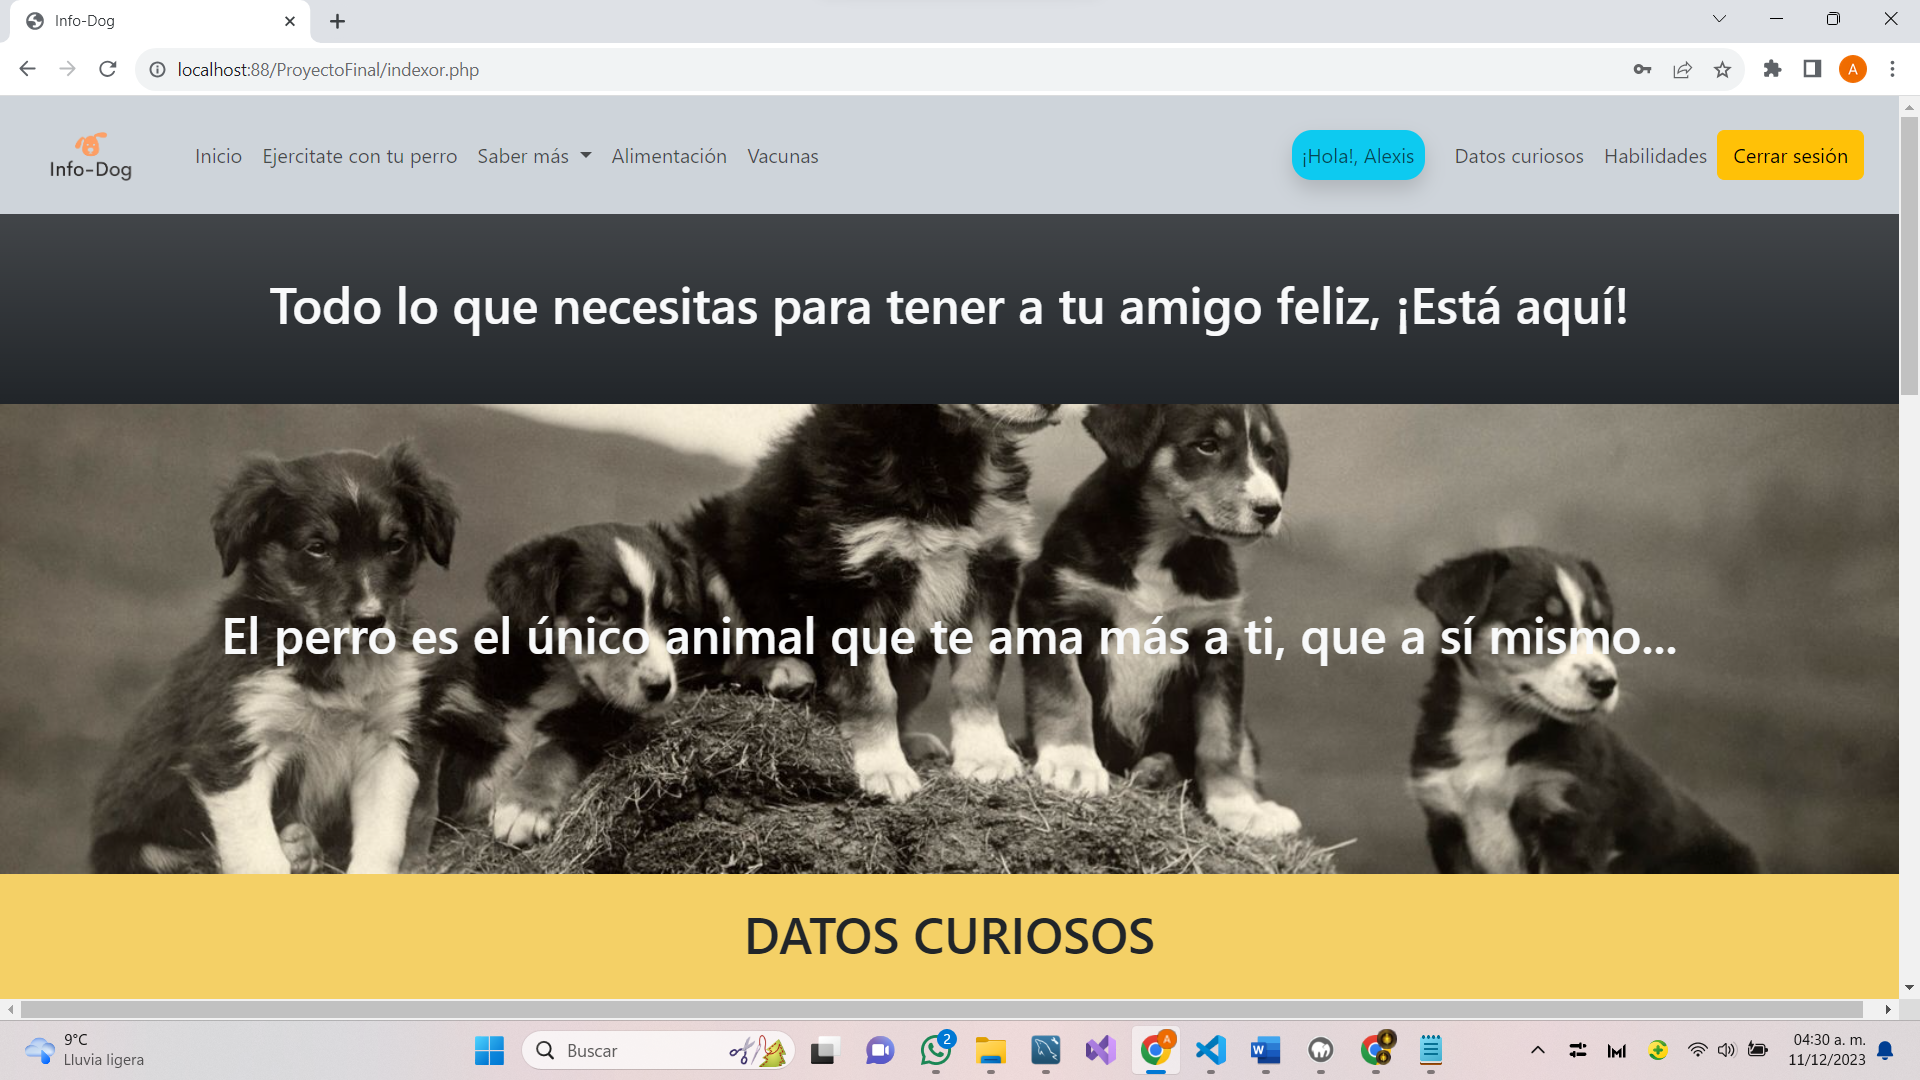 Info-Dog
localhost:88/ProyectoFinal/indexor.php
A
Info-Dog
Inicio
Ejercitate con tu perro
Saber más
Alimentación
Vacunas
¡Hola!, Alexis
Datos curiosos
Habilidades
Cerrar sesión
Todo lo que necesitas para tener a tu amigo feliz, ¡Está aquí!
El perro es el único animal que te ama más a ti, que a sí mismo...
DATOS CURIOSOS
9°C
Lluvia ligera
Buscar
2
A
W
04:30 a. m.
11/12/2023